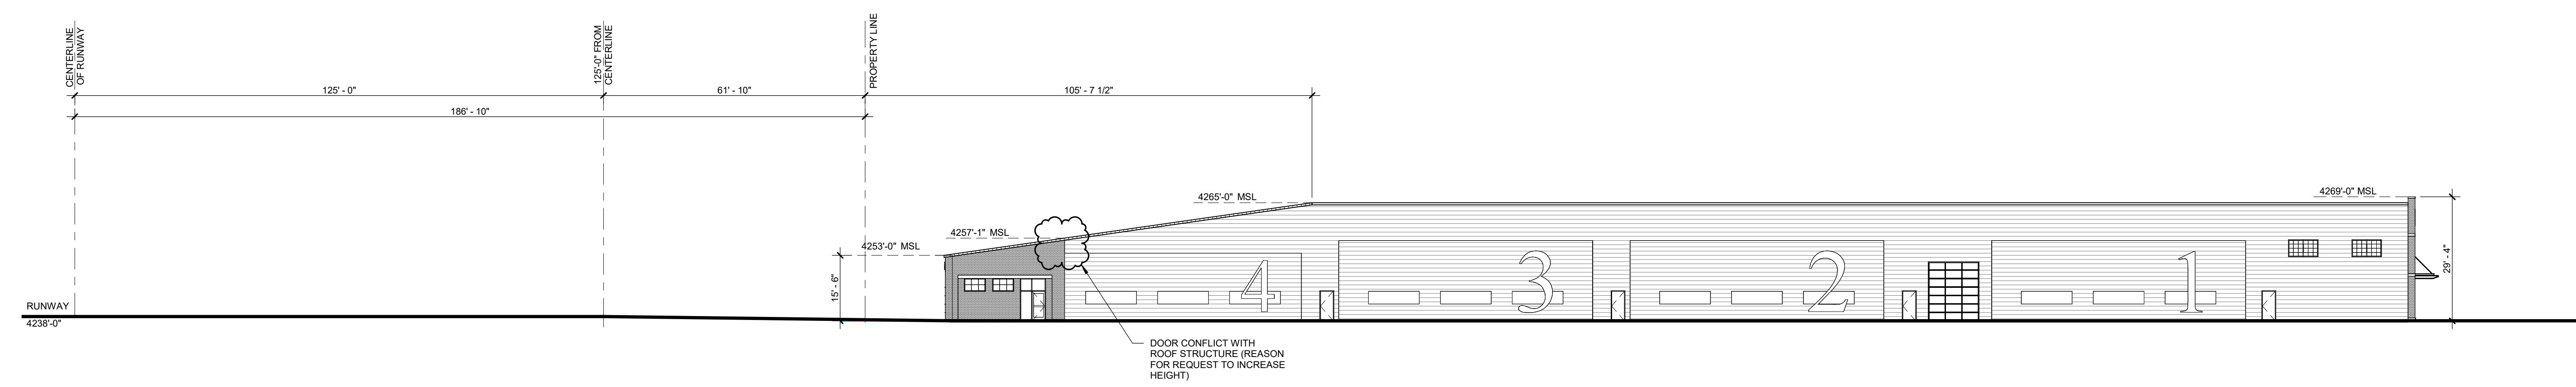 CENTERLINE
OF RUNWAY
125'-0" FROM
CENTERLINE
PROPERTY LINE
125' - 0"
61' - 10"
105' - 7 1/2"
186' - 10"
4269'-0" MSL
4265'-0" MSL
4257'-1" MSL
4253'-0" MSL
15' - 6"
29' - 4"
4
3
2
1
RUNWAY
4238'-0"
DOOR CONFLICT WITH
ROOF STRUCTURE (REASON
FOR REQUEST TO INCREASE
HEIGHT)